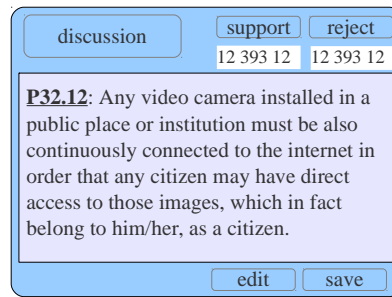 discussion support reject
12 393 12 12 393 12
P32.12: Any video camera installed in a
public place or institution must be also
continuously connected to the internet in
order that any citizen may have direct
access to those images, which in fact
belong to him/her, as a citizen.
edit save